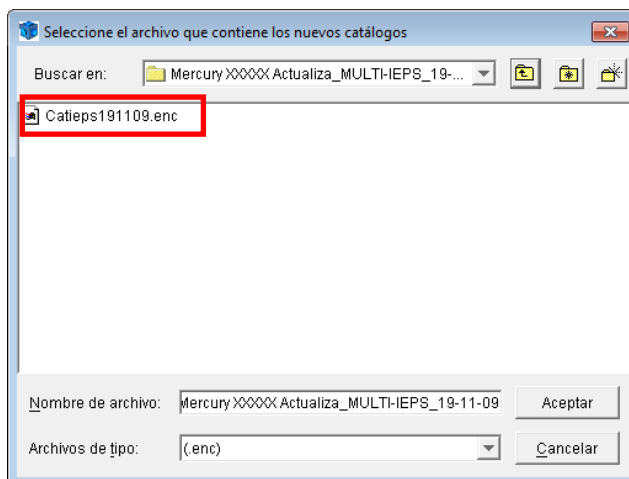 Seleccione el archivo que contiene los nuevos catálogos
Buscar en: Mercury XXXXX Actualiza_MULTI-IEPS_19-...
Catieps191109.enc
Nombre de archivo: Mercury XXXXX Actualiza_MULTI-IEPS_19-11-09 Aceptar
Archivos de tipo: (.enc) Cancelar